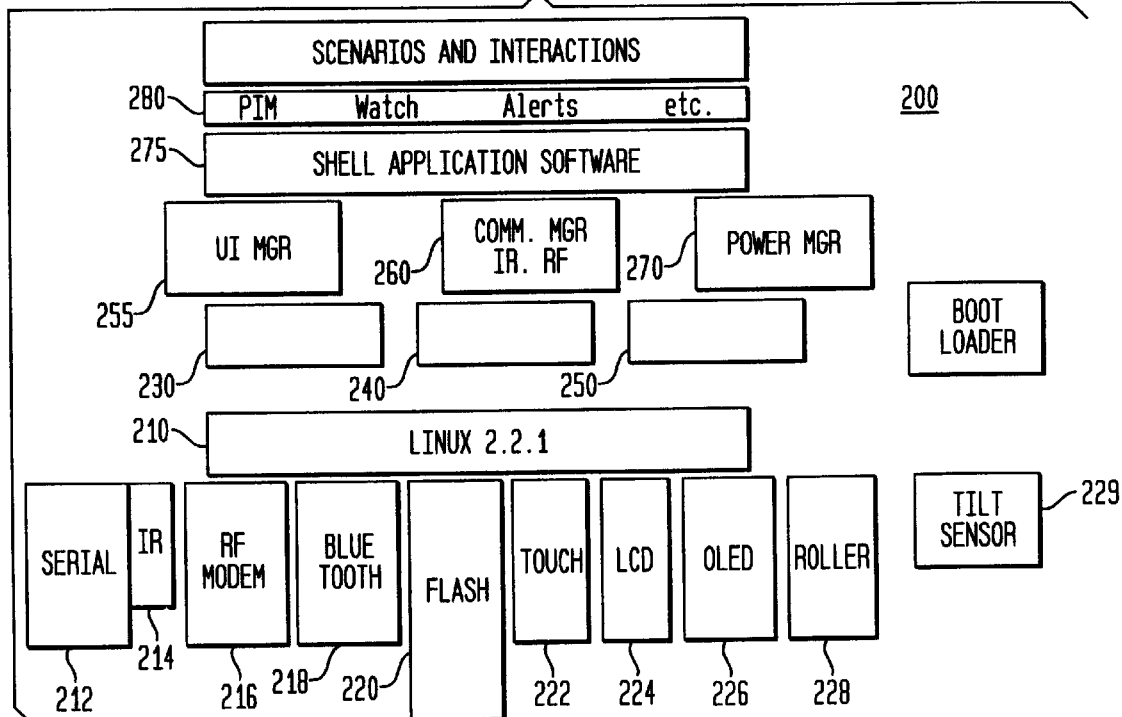 SCENARIOS AND INTERACTIONS
280 PIM Watch Alerts etc. 200
275 SHELL APPLICATION SOFTWARE
255 UI MGR
260 COMM. MGR
IR. RF
270 POWER MGR
BOOT
LOADER
230 240 250
210 LINUX 2.2.1
SERIAL
IR
RF
MODEM
BLUE
TOOTH
FLASH
TOUCH
LCD
OLED
ROLLER
TILT
SENSOR
229
212 214 216 218 220 222 224 226 228